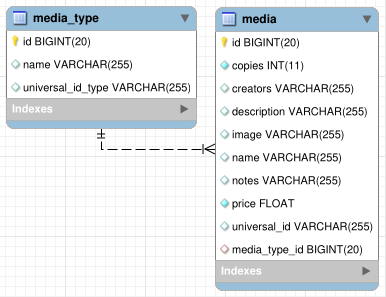 media_type
id BIGINT(20)
name VARCHAR(255)
universal_id_type VARCHAR(255)
Indexes
media
id BIGINT(20)
copies INT(11)
creators VARCHAR(255)
description VARCHAR(255)
image VARCHAR(255)
name VARCHAR(255)
notes VARCHAR(255)
price FLOAT
universal_id VARCHAR(255)
media_type_id BIGINT(20)
Indexes